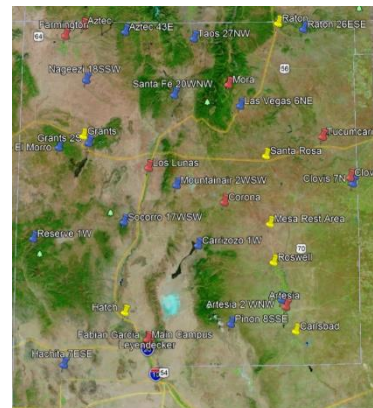 Aztec
Farmington
Aztec 43E
Raton
Raton 26ESE
64
Taos 27NW
56
Nageezi 18SSW
Santa Fe 20WNW
Mora
Las Vegas 6NE
Tucumcari
Grants
Grants 2S
El Morro
Santa Rosa
Los Lunas
Clov
Clovis 7N
Mountainair 2WSW
Corona
Socorro 17WSW
Mesa Rest Area
Reserve 1W
Carrizozo 1W
70
Roswell
Artesia
Artesia 2 WNW
Hatch
Pinon 8SSE
Carlsbad
Fabian Garcia
Main Campus
Leyendecker
Hachita 7ESE
54